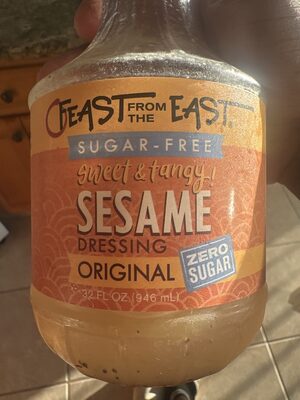 FEAST FROM THE EAST
SUGAR-FREE
sweet & tangy!
SESAME
DRESSING
ORIGINAL
ZERO SUGAR
32 FL OZ (946 mL)